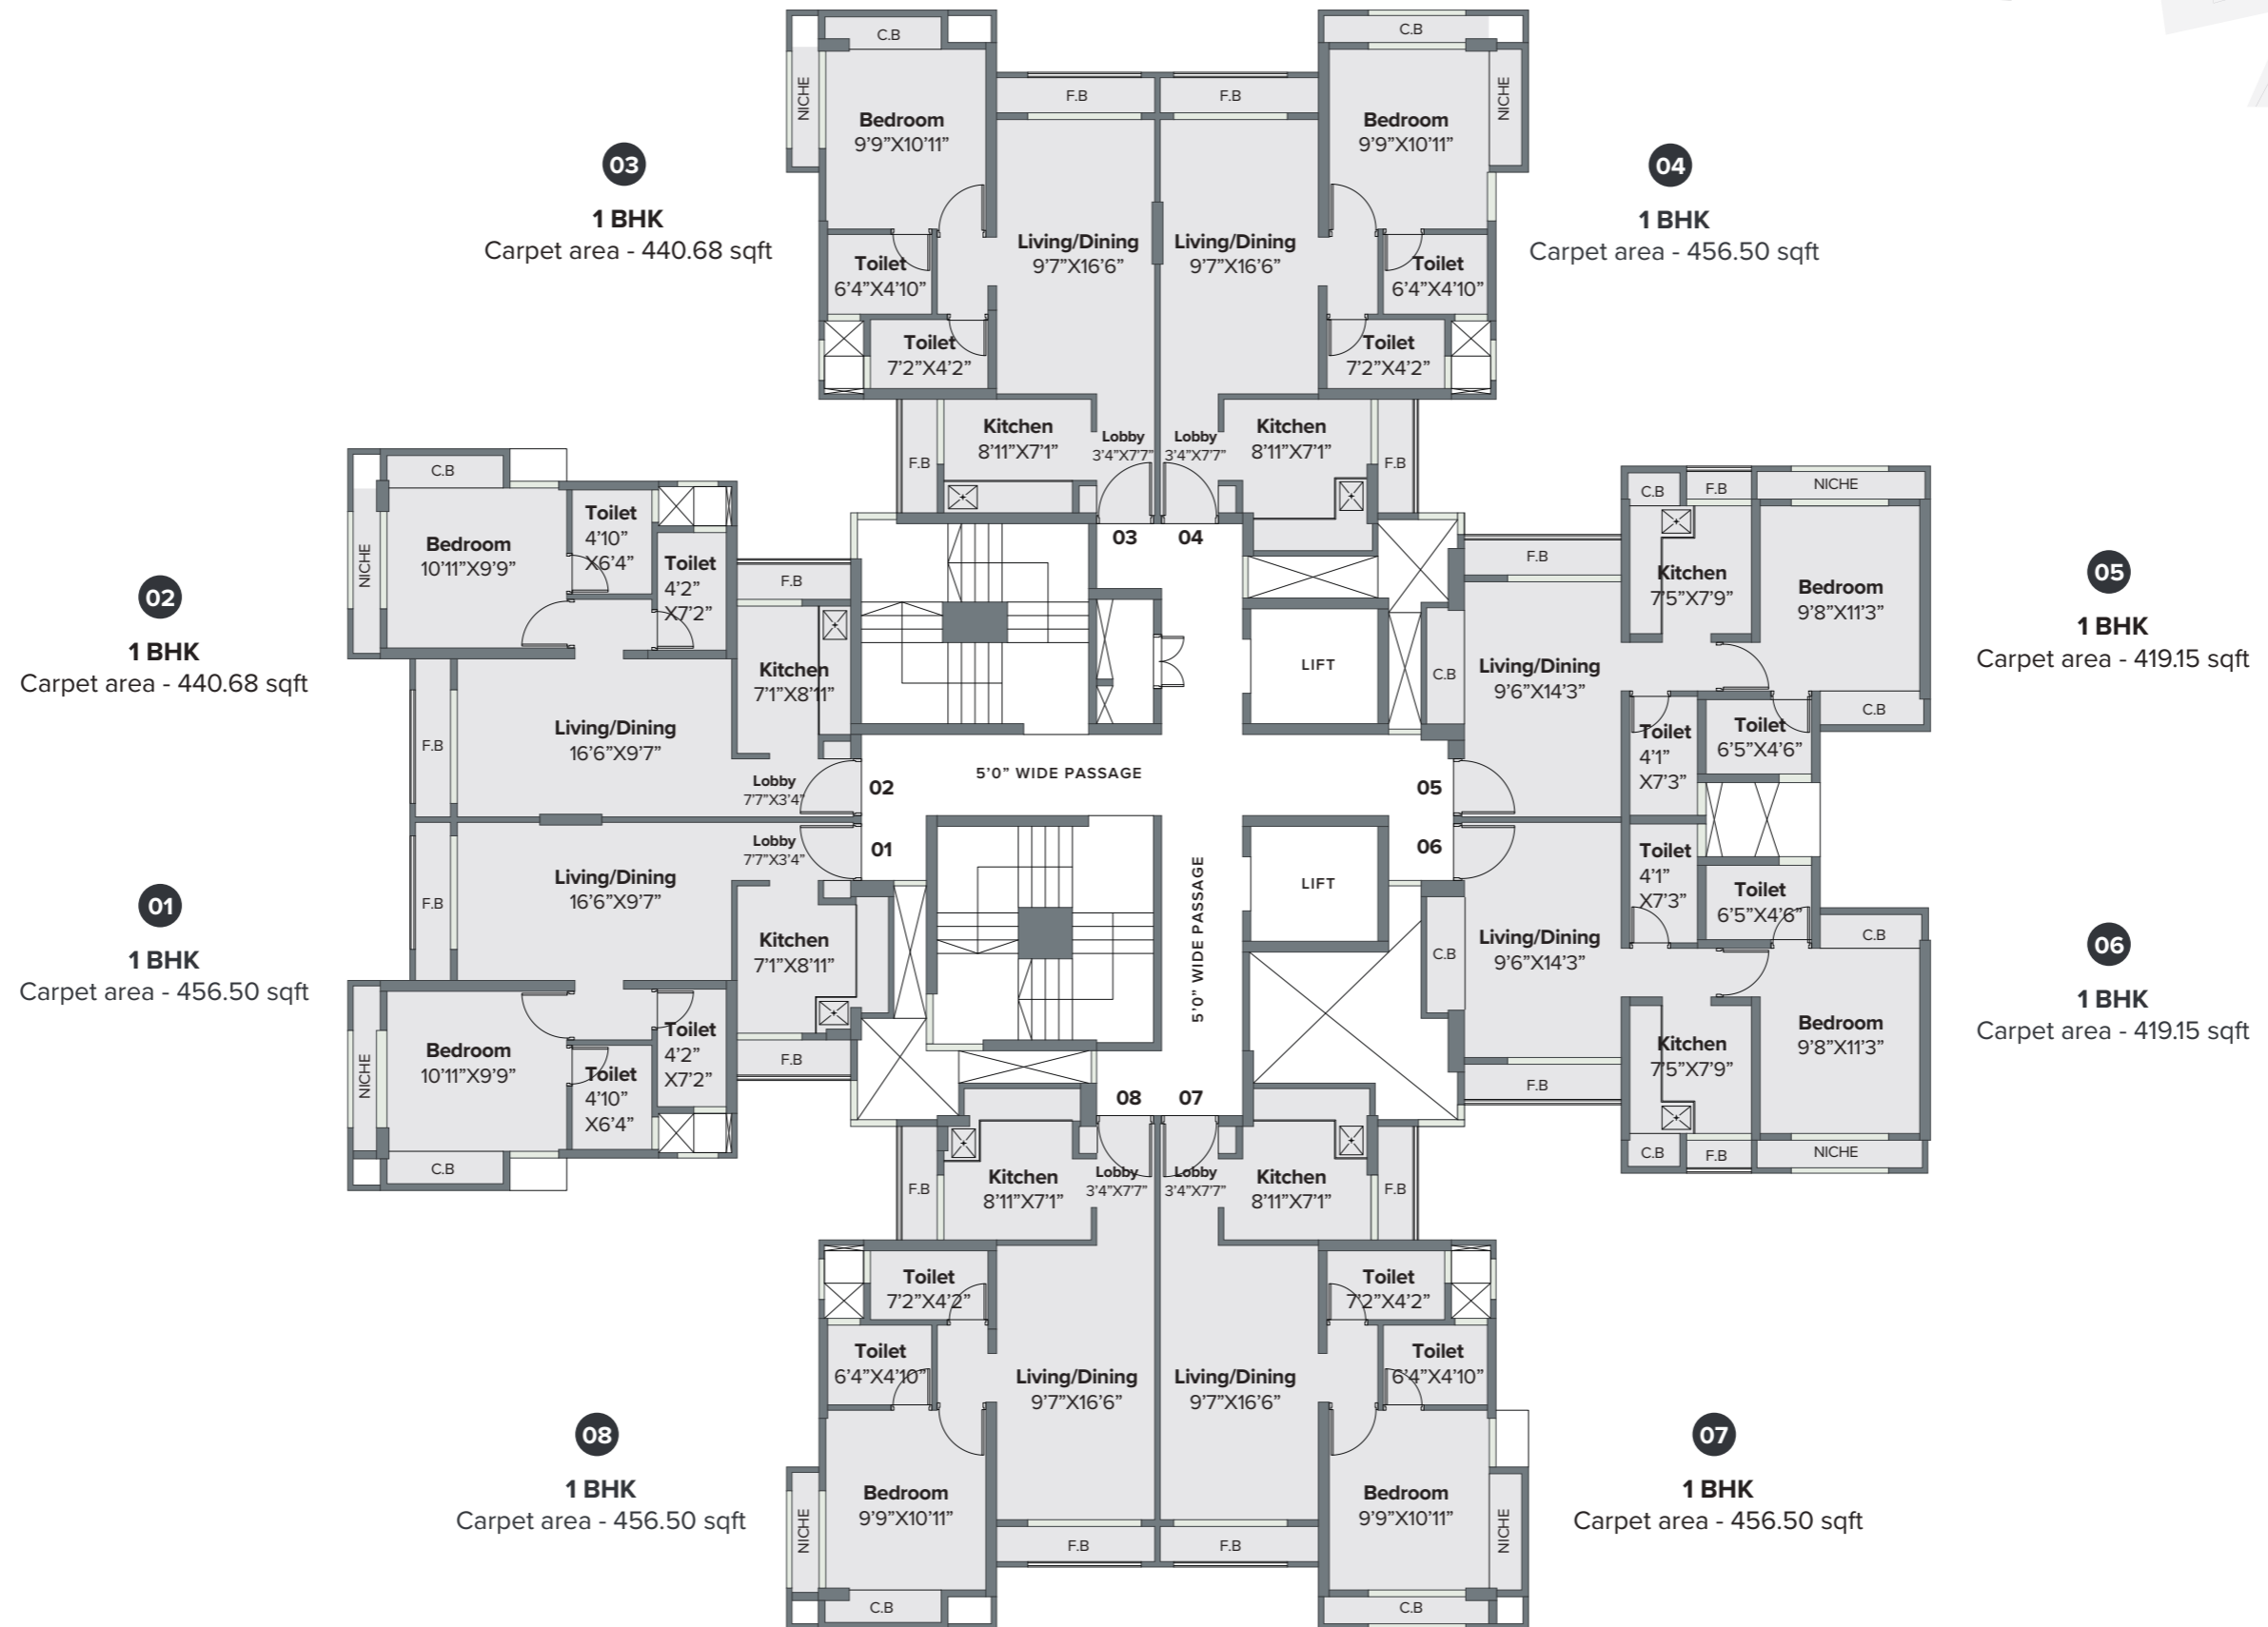 03
1 BHK
Carpet area - 440.68 sqft
C.B
NICHE
Bedroom
9’9”X10’11”
Toilet
6’4”X4’10”
Toilet
7’2”X4’2”
F.B
Living/Dining
9’7”X16’6”
Kitchen
8’11”X7’1”
Lobby
3’4”X7’7”
F.B
03
04
1 BHK
Carpet area - 456.50 sqft
C.B
NICHE
Bedroom
9’9”X10’11”
Toilet
6’4”X4’10”
Toilet
7’2”X4’2”
F.B
Living/Dining
9’7”X16’6”
Kitchen
8’11”X7’1”
Lobby
3’4”X7’7”
F.B
04
02
1 BHK
Carpet area - 440.68 sqft
C.B
NICHE
Bedroom
10’11”X9’9”
Toilet
4’10”
X6’4”
Toilet
4’2”
X7’2”
F.B
Kitchen
7’1”X8’11”
Living/Dining
16’6”X9’7”
F.B
Lobby
7’7”X3’4”
02
LIFT
5’0” WIDE PASSAGE
05
1 BHK
Carpet area - 419.15 sqft
C.B
F.B
NICHE
F.B
Kitchen
7’5”X7’9”
Bedroom
9’8”X11’3”
C.B
Living/Dining
9’6”X14’3”
C.B
Toilet
4’1”
X7’3”
Toilet
6’5”X4’6”
05
01
1 BHK
Carpet area - 456.50 sqft
Lobby
7’7”X3’4”
01
Living/Dining
16’6”X9’7”
F.B
Kitchen
7’1”X8’11”
Bedroom
10’11”X9’9”
NICHE
Toilet
4’2”
X7’2”
Toilet
4’10”
X6’4”
F.B
C.B
LIFT
5’0” WIDE PASSAGE
06
06
1 BHK
Carpet area - 419.15 sqft
Toilet
4’1”
X7’3”
Toilet
6’5”X4’6”
C.B
Living/Dining
9’6”X14’3”
C.B
Kitchen
7’5”X7’9”
Bedroom
9’8”X11’3”
F.B
C.B
F.B
NICHE
08
Kitchen
8’11”X7’1”
Lobby
3’4”X7’7”
F.B
Toilet
7’2”X4’2”
Toilet
6’4”X4’10”
Living/Dining
9’7”X16’6”
Bedroom
9’9”X10’11”
NICHE
F.B
C.B
08
1 BHK
Carpet area - 456.50 sqft
07
Lobby
3’4”X7’7”
Kitchen
8’11”X7’1”
F.B
Toilet
7’2”X4’2”
Toilet
6’4”X4’10”
Living/Dining
9’7”X16’6”
Bedroom
9’9”X10’11”
NICHE
F.B
C.B
07
1 BHK
Carpet area - 456.50 sqft